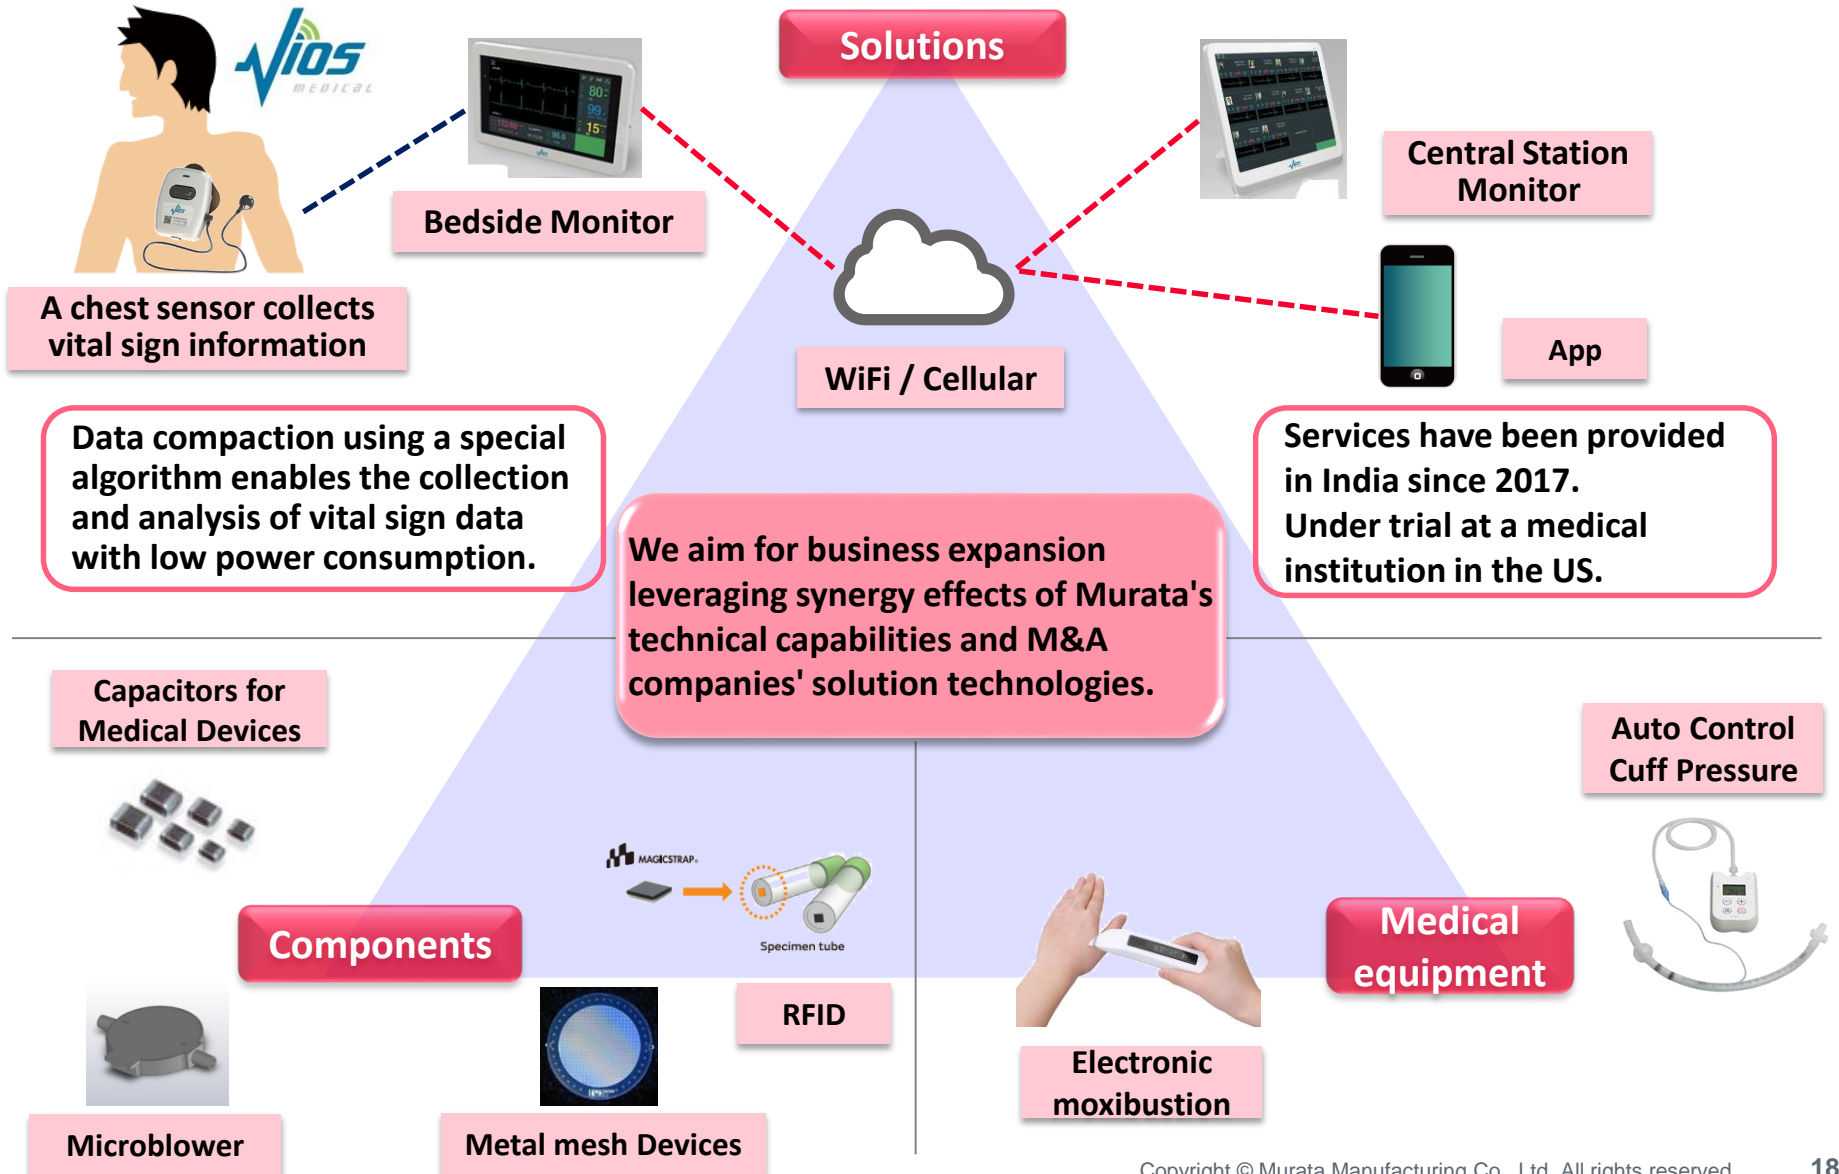 Solutions
VIOS
MEDICAL
80
99
15
Bedside Monitor
Central Station
Monitor
A chest sensor collects
vital sign information
WiFi / Cellular
App
Data compaction using a special
algorithm enables the collection
and analysis of vital sign data
with low power consumption.
Services have been provided
in India since 2017.
Under trial at a medical
institution in the US.
We aim for business expansion
leveraging synergy effects of Murata's
technical capabilities and M&A
companies' solution technologies.
Capacitors for
Medical Devices
Auto Control
Cuff Pressure
MAGICSTRAP®
Specimen tube
Components
Medical
equipment
RFID
Electronic
moxibustion
Microblower
Metal mesh Devices
Copyright © Murata Manufacturing Co., Ltd. All rights reserved.
18